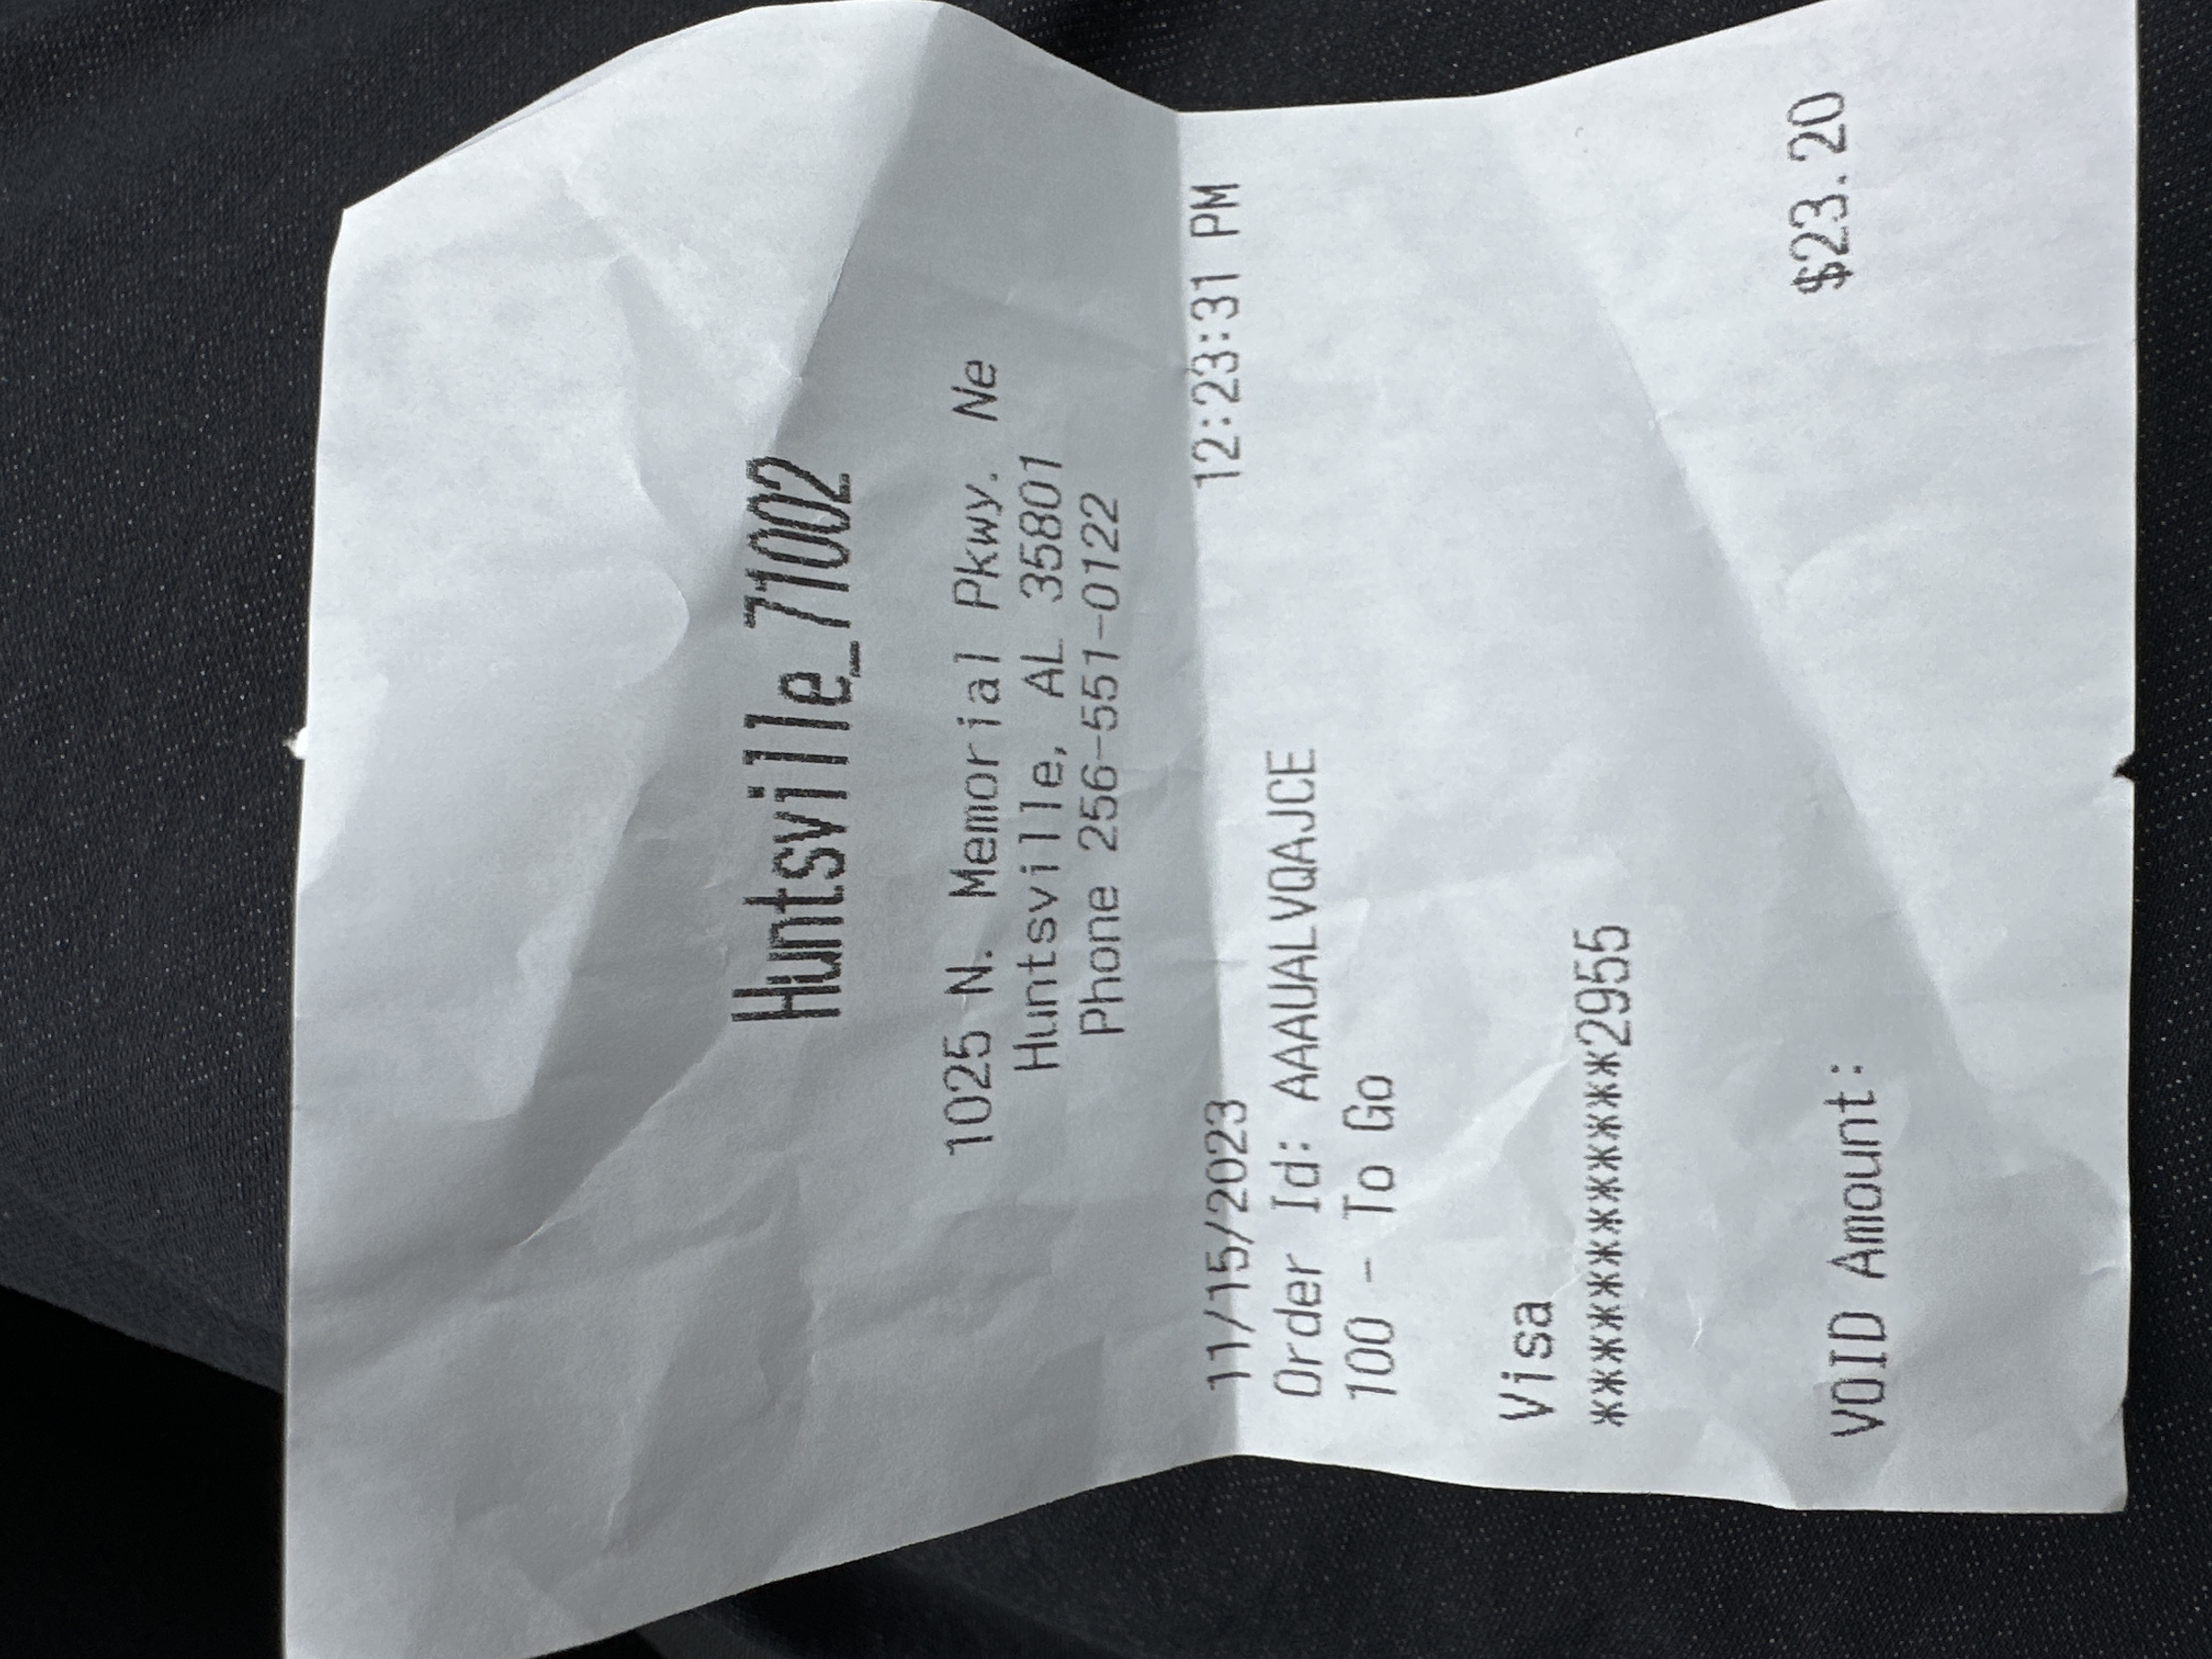 Huntsville_71002
1025 N. Memorial Pkwy. Ne
Huntsville, AL 35801
Phone 256-551-0122
11/15/2023 12:23:31 PM
Order Id: AAAUALVQAJCE
100 - To Go
Visa
************2955
VOID Amount: $23.20